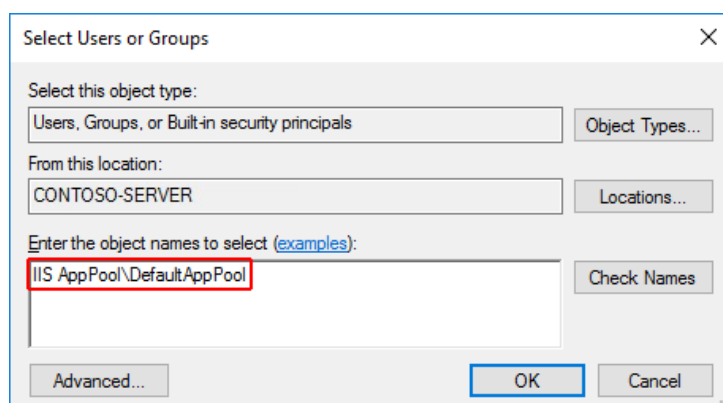 Select Users or Groups
Select this object type:
Users, Groups, or Built-in security principals
Object Types...
From this location:
CONTOSO-SERVER
Locations...
Enter the object names to select (examples):
IIS AppPool\DefaultAppPool
Check Names
Advanced...
OK
Cancel